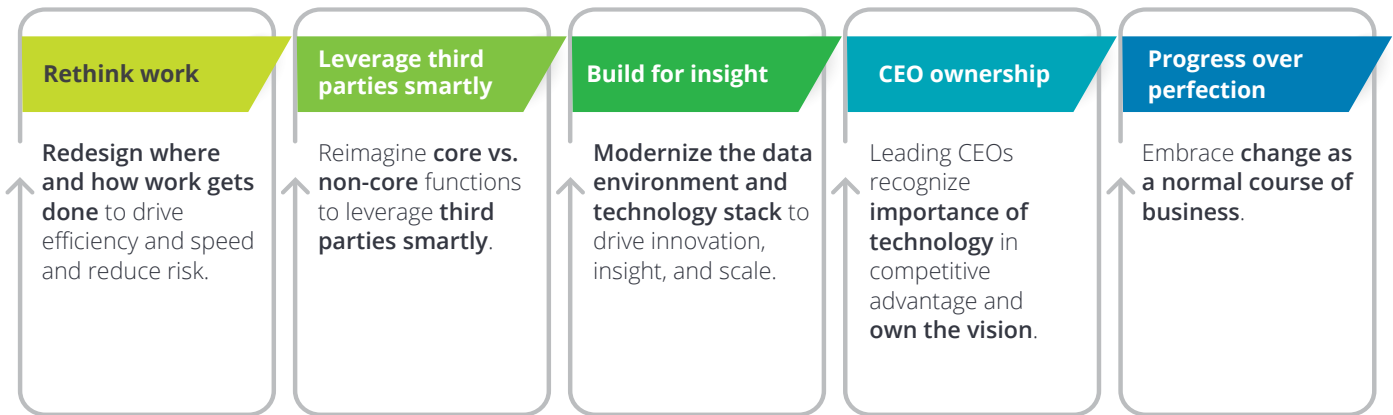 Rethink work
Redesign where
and how work gets
done to drive
efficiency and speed
and reduce risk.
Leverage third
parties smartly
Reimagine core vs.
non-core functions
to leverage third
parties smartly.
Build for insight
Modernize the data
environment and
technology stack to
drive innovation,
insight, and scale.
CEO ownership
Leading CEOs
recognize
importance of
technology in
competitive
advantage and
own the vision.
Progress over
perfection
Embrace change as
a normal course of
business.